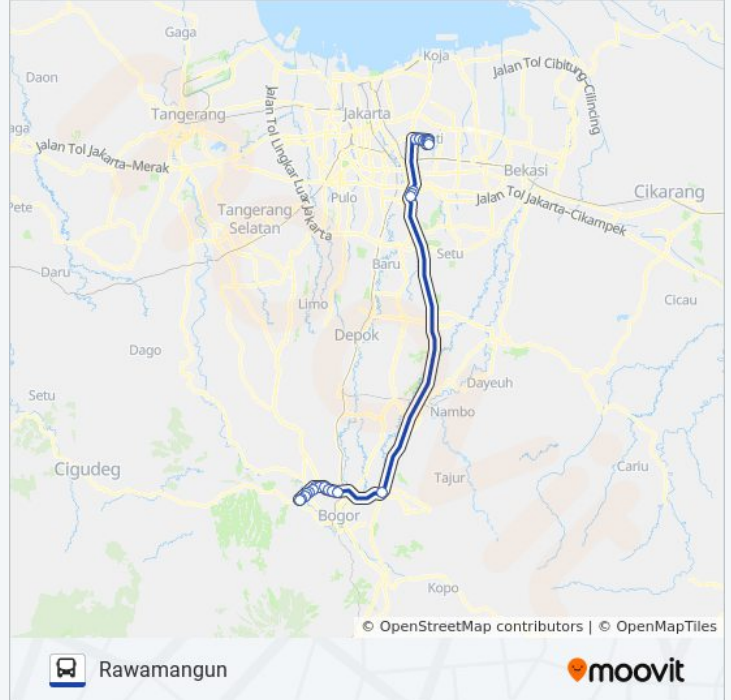 Gaga
Koja
Jalan Tol Cibitung-Cilincing
Daon
Tangerang
Jakarta
Jalan Tol Lingkar Luar Jakarta
aga
ti
Jalan Tol Jakarta-Merak
Bekasi
Cikarang
Pulo
Jalan Tol Jakarta-Cikampek
Pete
Tangerang
Selatan
Setu
Baru
Daru
Cicau
Limo
Depok
Dago
Dayeuh
Setu
Nambo
Cigudeg
Cariu
Tajur
Bogor
Kopo
© OpenStreetMap contributors | © OpenMapTiles
Rawamangun
moovit